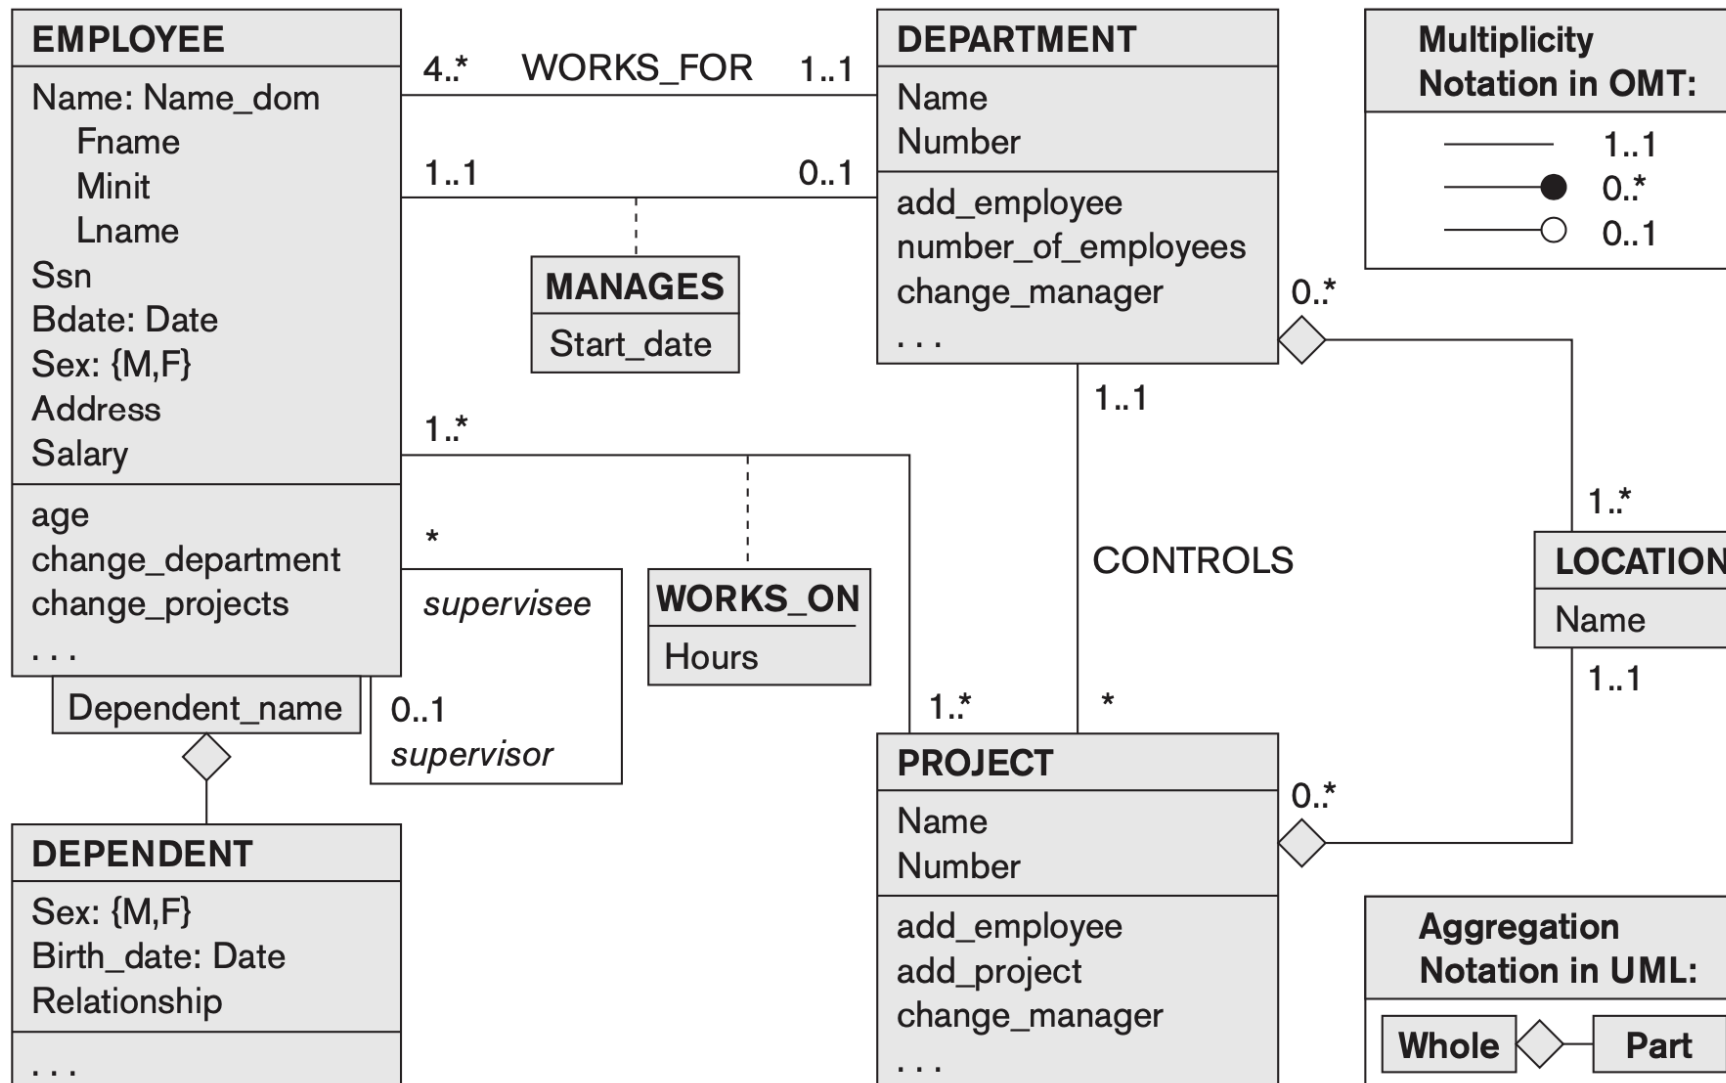 EMPLOYEE
Name: Name_dom
Fname
Minit
Lname
Ssn
Bdate: Date
Sex: {M,F}
Address
Salary
age
change_department
change_projects
. . .
Dependent_name
DEPENDENT
Sex: {M,F}
Birth_date: Date
Relationship
. . .
4..*
WORKS_FOR
1..1
1..1
0..1
MANAGES
Start_date
1..*
*
supervisee
0..1
supervisor
WORKS_ON
Hours
1..*
DEPARTMENT
Name
Number
add_employee
number_of_employees
change_manager
. . .
0..*
1..1
CONTROLS
*
1..*
LOCATION
Name
1..1
PROJECT
Name
Number
add_employee
add_project
change_manager
. . .
0..*
Multiplicity
Notation in OMT:
1..1
0..*
0..1
Aggregation
Notation in UML:
Whole
Part